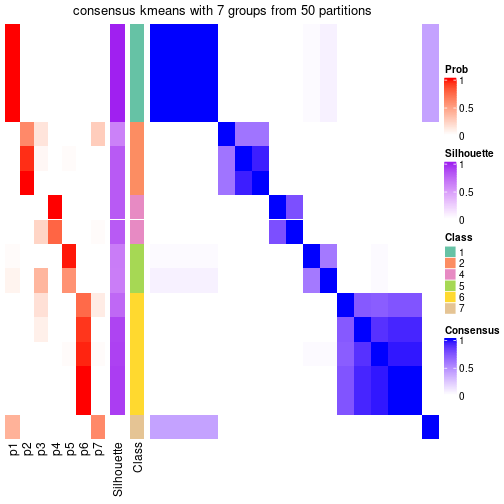 consensus kmeans with 7 groups from 50 partitions
Prob
1
0.5
0
Silhouette
1
0.5
0
Class
1
2
4
5
6
7
Consensus
1
0.5
0
p1
p2
p3
p4
p5
p6
p7
Silhouette
Class